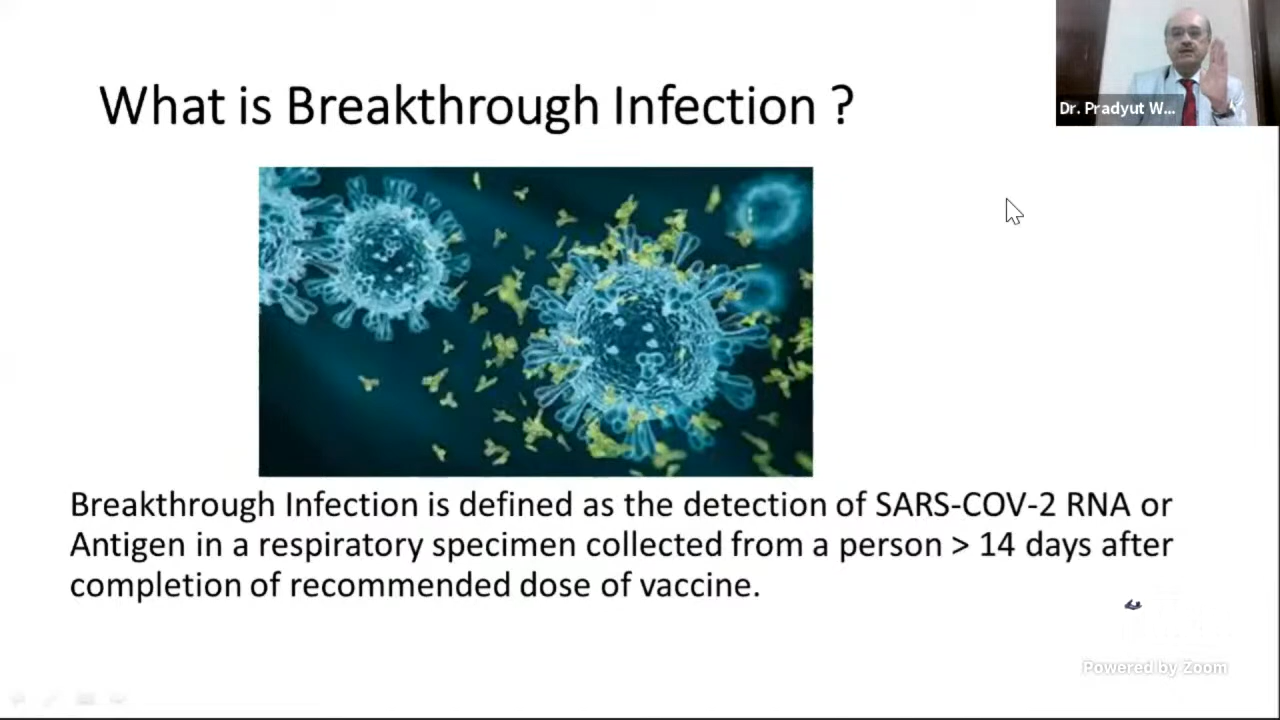 What is Breakthrough Infection ?
Dr. Pradyut W...
Breakthrough Infection is defined as the detection of SARS-COV-2 RNA or
Antigen in a respiratory specimen collected from a person > 14 days after
completion of recommended dose of vaccine.
Powered by Zoom